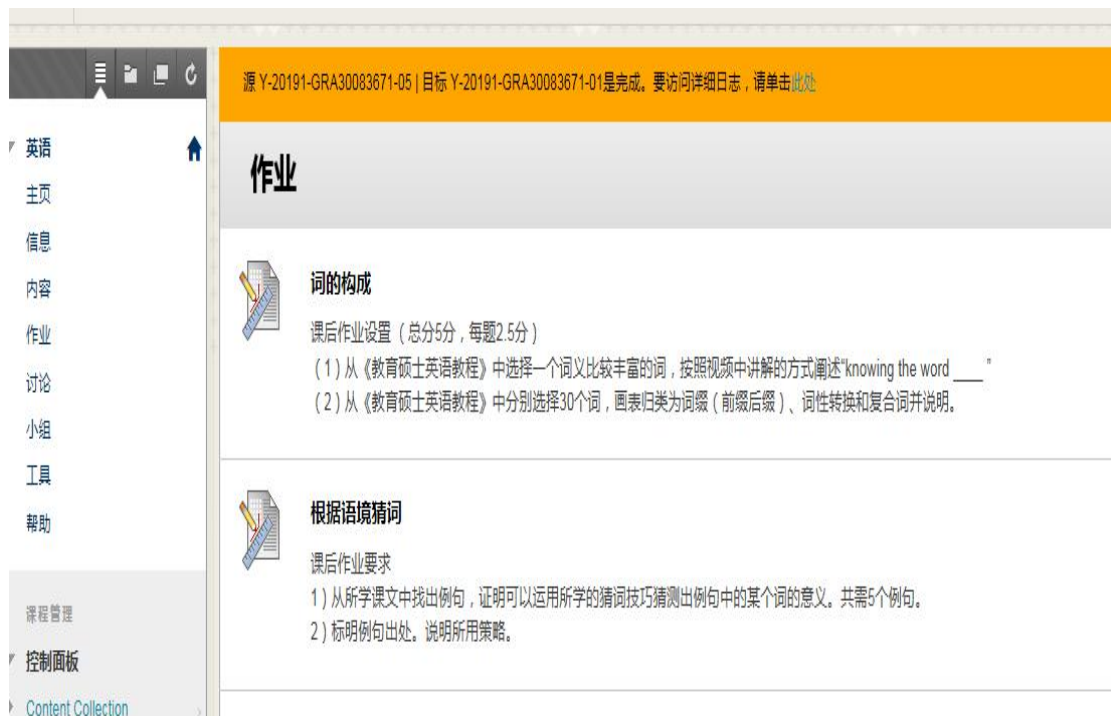 源 Y-20191-GRA30083671-05 | 目标 Y-20191-GRA30083671-01是完成。要访问详细日志，请单击此处
英语
主页
信息
内容
作业
讨论
小组
工具
帮助
课程管理
控制面板
Content Collection
作业
词的构成
课后作业设置（总分5分，每题2.5分）
（1）从《教育硕士英语教程》中选择一个词义比较丰富的词，按照视频中讲解的方式阐述“knowing the word ____ ”
（2）从《教育硕士英语教程》中分别选择30个词，画表归类为词缀（前缀后缀）、词性转换和复合词并说明。
根据语境猜词
课后作业要求
1）从所学课文中找出例句，证明可以运用所学的猜词技巧猜测出例句中的某个词的意义。共需5个例句。
2）标明例句出处。说明所用策略。